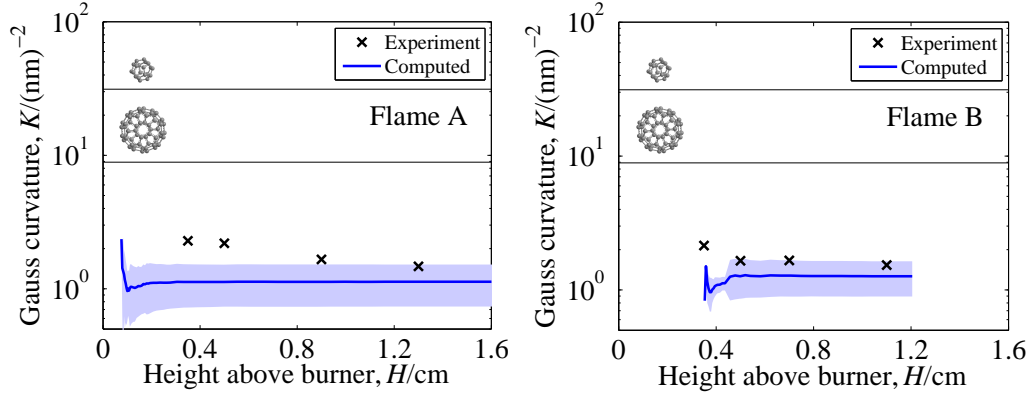 Gauss curvature, K/(nm)⁻²
10²
10¹
10⁰
Experiment
Computed
Flame A
0 0.4 0.8 1.2 1.6
Height above burner, H/cm
Gauss curvature, K/(nm)⁻²
10²
10¹
10⁰
Experiment
Computed
Flame B
0 0.4 0.8 1.2 1.6
Height above burner, H/cm